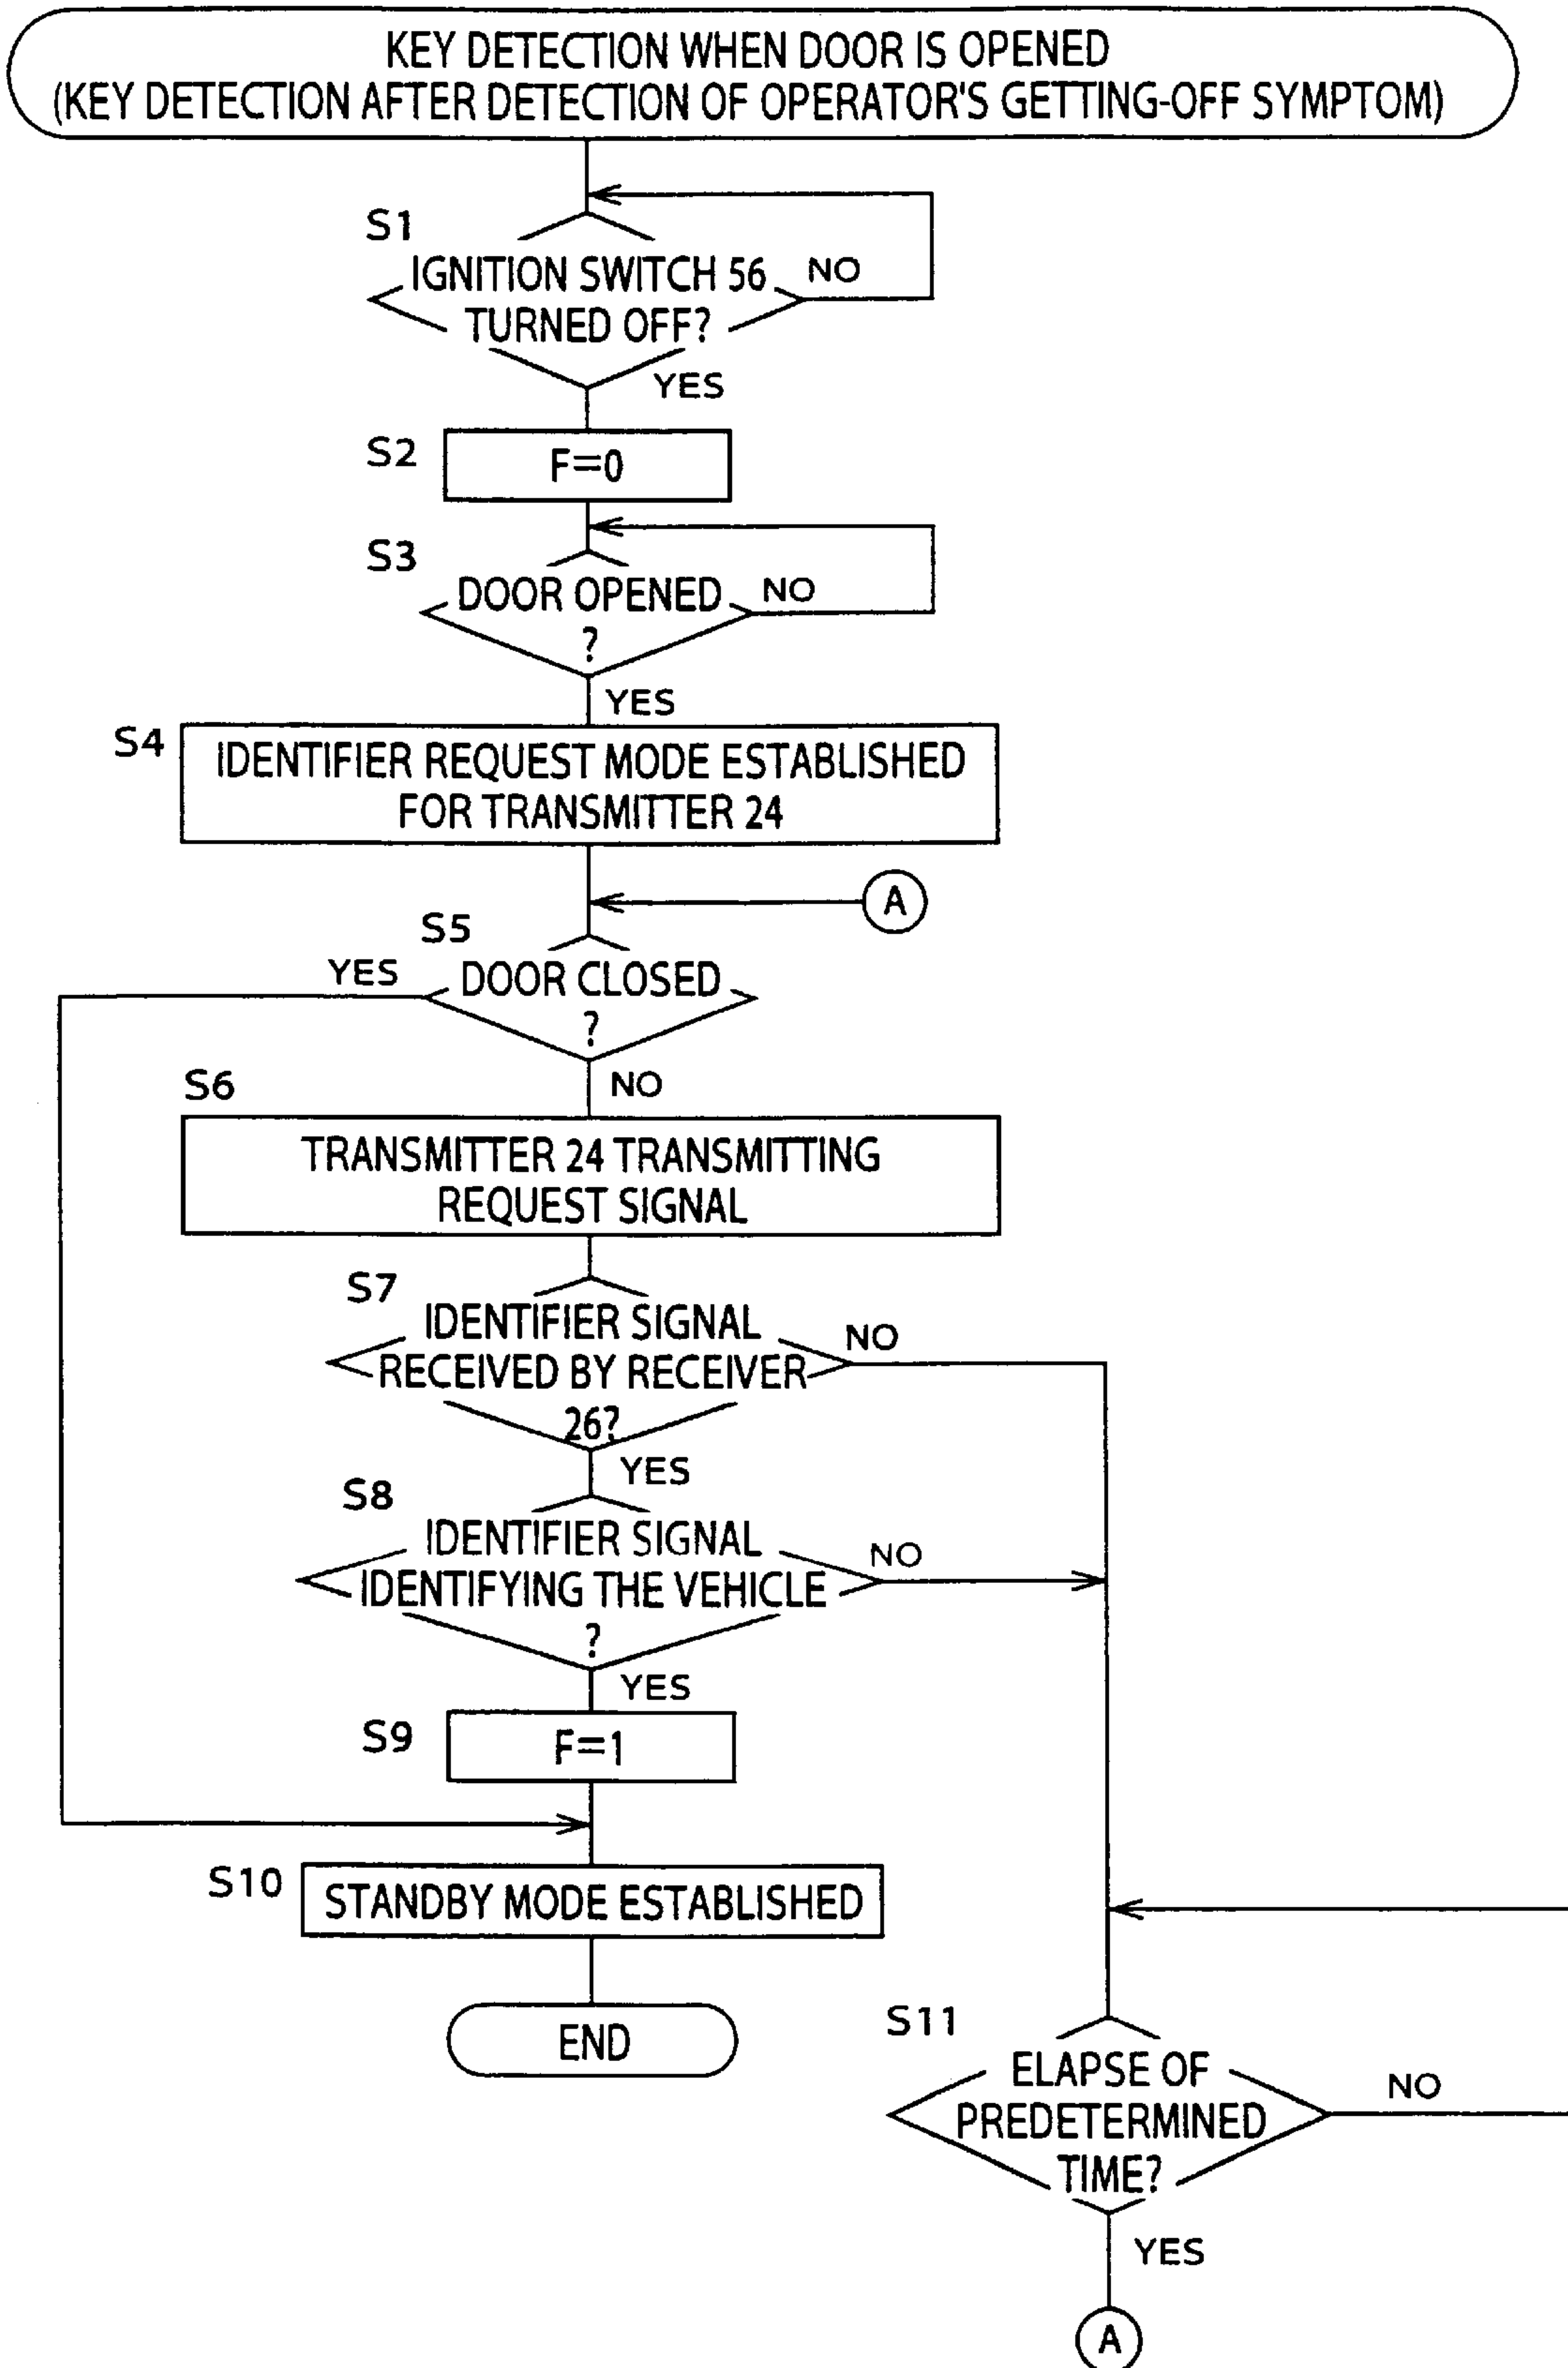 KEY DETECTION WHEN DOOR IS OPENED
(KEY DETECTION AFTER DETECTION OF OPERATOR'S GETTING-OFF SYMPTOM)
S1
IGNITION SWITCH 56
TURNED OFF?
NO
YES
S2
F=0
S3
DOOR OPENED
?
NO
YES
S4
IDENTIFIER REQUEST MODE ESTABLISHED
FOR TRANSMITTER 24
A
S5
YES
DOOR CLOSED
?
NO
S6
TRANSMITTER 24 TRANSMITTING
REQUEST SIGNAL
S7
IDENTIFIER SIGNAL
RECEIVED BY RECEIVER
26?
NO
YES
S8
IDENTIFIER SIGNAL
IDENTIFYING THE VEHICLE
?
NO
YES
S9
F=1
S10
STANDBY MODE ESTABLISHED
END
S11
ELAPSE OF
PREDETERMINED
TIME?
NO
YES
A